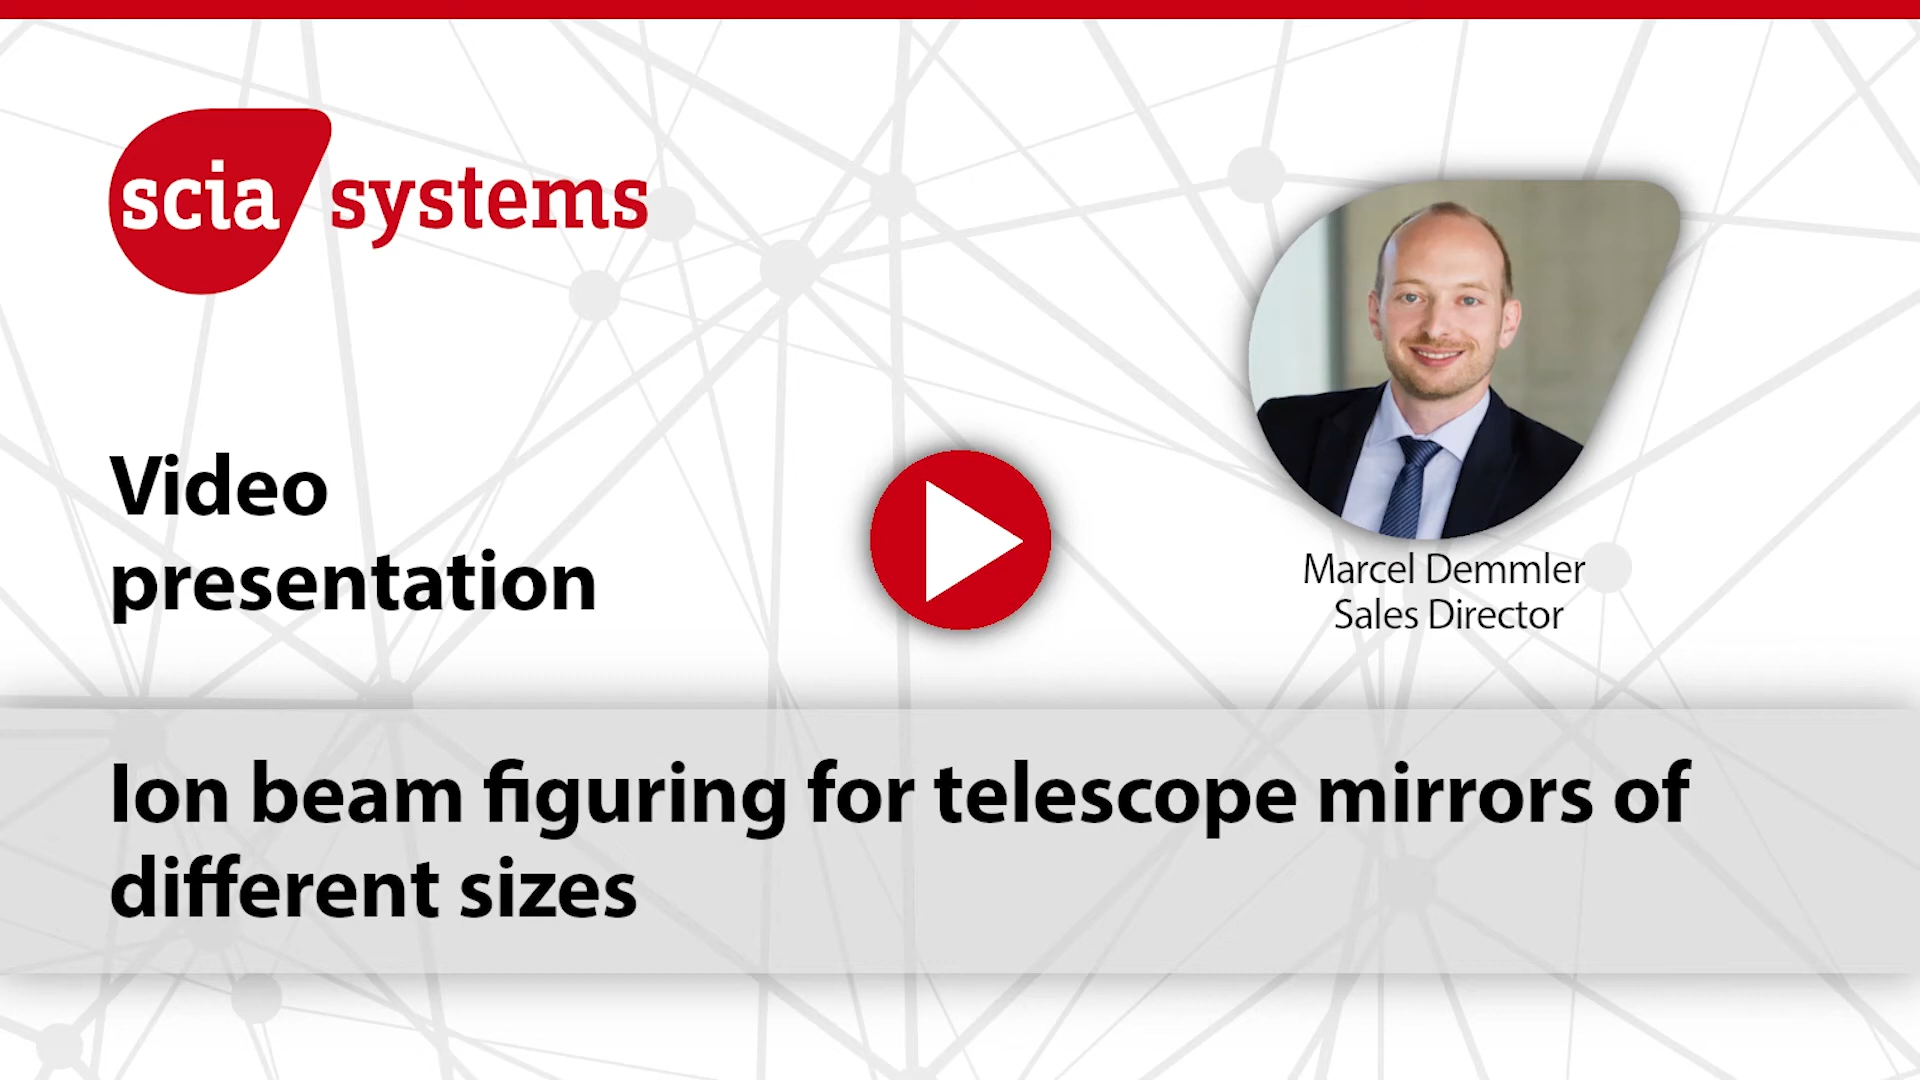 scia systems
Video
presentation
Marcel Demmler
Sales Director
Ion beam figuring for telescope mirrors of
different sizes